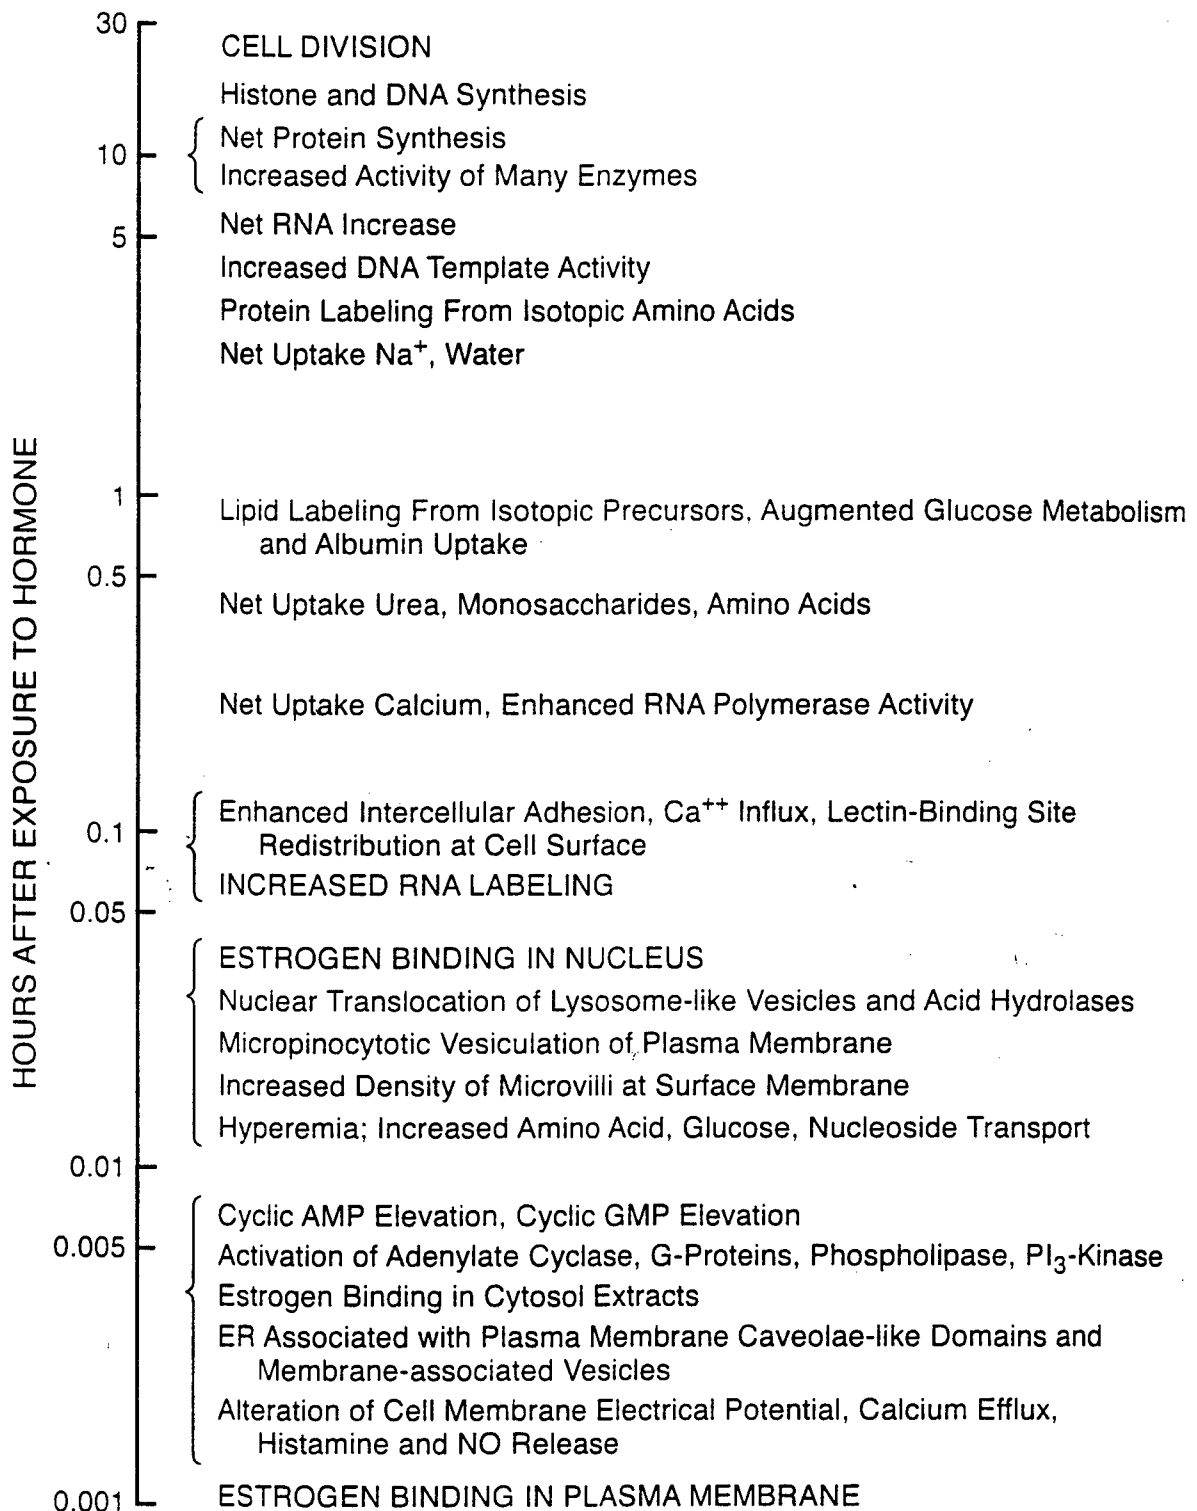 30
CELL DIVISION
Histone and DNA Synthesis
Net Protein Synthesis
10
Increased Activity of Many Enzymes
Net RNA Increase
5
Increased DNA Template Activity
Protein Labeling From Isotopic Amino Acids
Net Uptake Na⁺, Water
HOURS AFTER EXPOSURE TO HORMONE
1
Lipid Labeling From Isotopic Precursors, Augmented Glucose Metabolism
and Albumin Uptake
0.5
Net Uptake Urea, Monosaccharides, Amino Acids
Net Uptake Calcium, Enhanced RNA Polymerase Activity
Enhanced Intercellular Adhesion, Ca⁺⁺ Influx, Lectin-Binding Site
0.1
Redistribution at Cell Surface
INCREASED RNA LABELING
0.05
ESTROGEN BINDING IN NUCLEUS
Nuclear Translocation of Lysosome-like Vesicles and Acid Hydrolases
Micropinocytotic Vesiculation of Plasma Membrane
Increased Density of Microvilli at Surface Membrane
Hyperemia; Increased Amino Acid, Glucose, Nucleoside Transport
0.01
Cyclic AMP Elevation, Cyclic GMP Elevation
0.005
Activation of Adenylate Cyclase, G-Proteins, Phospholipase, PI₃-Kinase
Estrogen Binding in Cytosol Extracts
ER Associated with Plasma Membrane Caveolae-like Domains and
Membrane-associated Vesicles
Alteration of Cell Membrane Electrical Potential, Calcium Efflux,
Histamine and NO Release
0.001
ESTROGEN BINDING IN PLASMA MEMBRANE